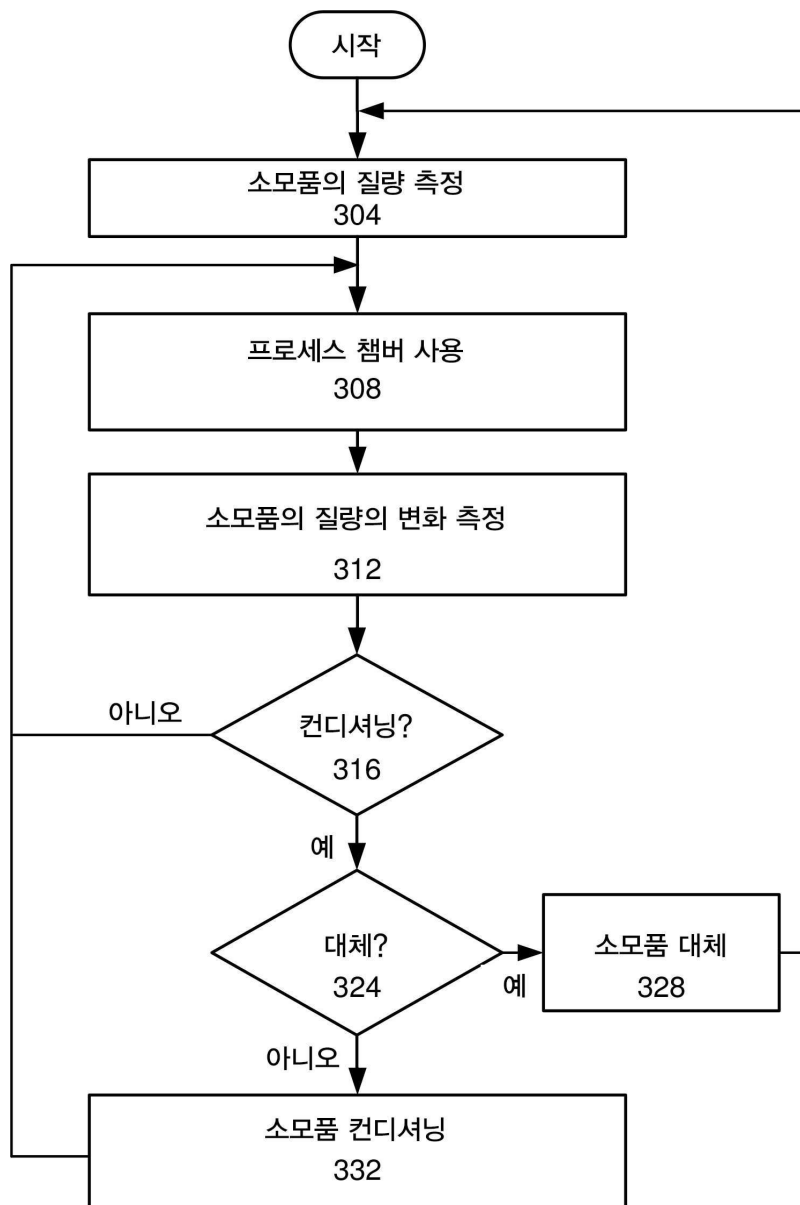 시작
소모품의 질량 측정
304
프로세스 챔버 사용
308
소모품의 질량의 변화 측정
312
아니오
컨디셔닝?
316
예
대체?
324
예
소모품 대체
328
아니오
소모품 컨디셔닝
332